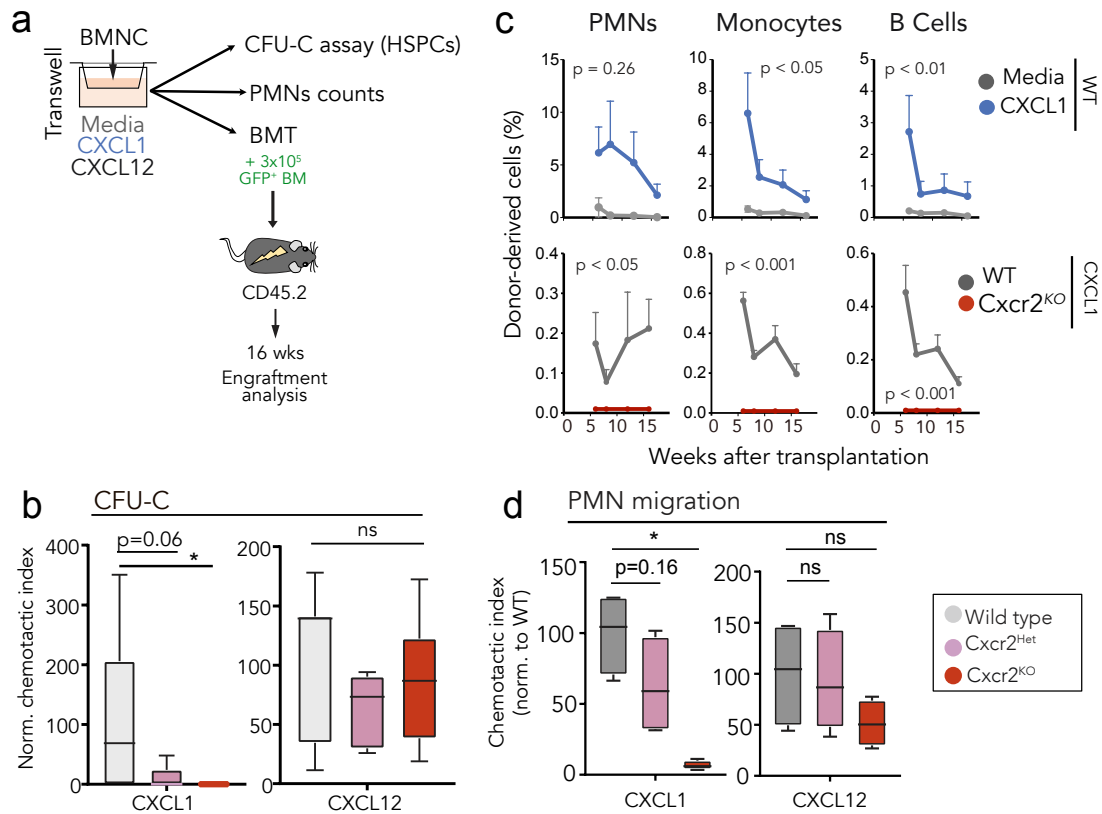 a
Transwell
BMNC
Media
CXCL1
CXCL12
CFU-C assay (HSPCs)
PMNs counts
BMT
+ 3x10⁵
GFP⁺ BM
CD45.2
16 wks
Engraftment
analysis
c
PMNs
Monocytes
B Cells
Donor-derived cells (%)
15
10
5
0
p = 0.26
10
8
6
4
2
0
p < 0.05
5
4
3
2
1
0
p < 0.01
Media
CXCL1
WT
0.4
0.3
0.2
0.1
0.0
p < 0.05
0 5 10 15
0.8
0.6
0.4
0.2
0.0
p < 0.001
0 5 10 15
0.6
0.4
0.2
0.0
p < 0.001
0 5 10 15
WT
Cxcr2ᴷᴼ
CXCL1
Weeks after transplantation
b
CFU-C
Norm. chemotactic index
400
300
200
100
0
p=0.06
*
CXCL1
200
150
100
50
0
ns
CXCL12
d
PMN migration
Chemotactic index
(norm. to WT)
150
100
50
0
*
p=0.16
CXCL1
200
150
100
50
0
ns
ns
CXCL12
Wild type
Cxcr2ᴴᵉᵗ
Cxcr2ᴷᴼ